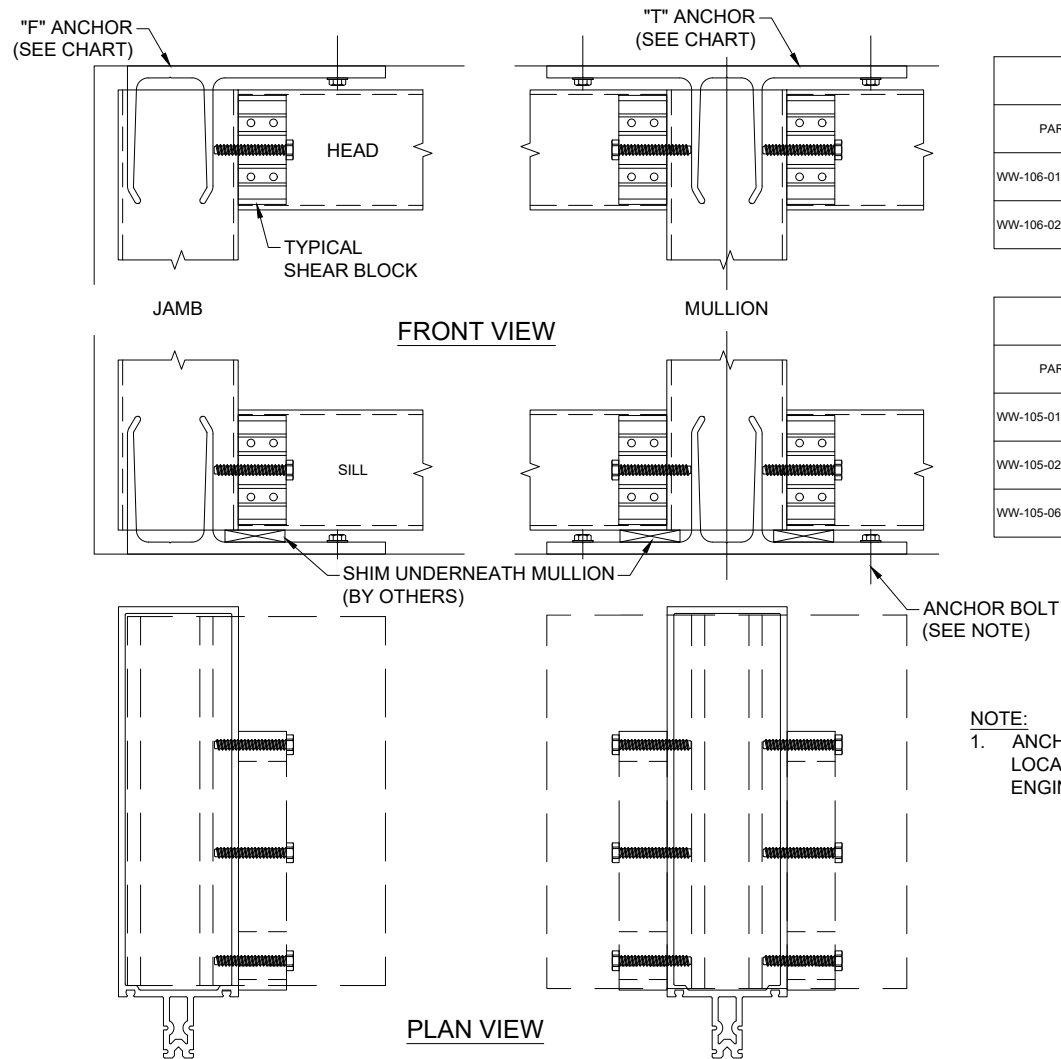 "F" ANCHOR
(SEE CHART)
"T" ANCHOR
(SEE CHART)
HEAD
TYPICAL
SHEAR BLOCK
JAMB
MULLION
FRONT VIEW
SILL
SHIM UNDERNEATH MULLION
(BY OTHERS)
ANCHOR BOLT
(SEE NOTE)
PLAN VIEW
PAR
WW-106-01
WW-106-02
PAR
WW-105-01
WW-105-02
WW-105-06
NOTE:
1. ANCH
LOCA
ENGIN